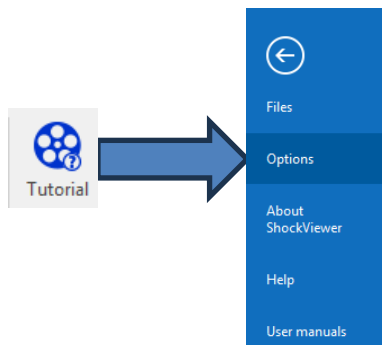 Tutorial
Files
Options
About
ShockViewer
Help
User manuals